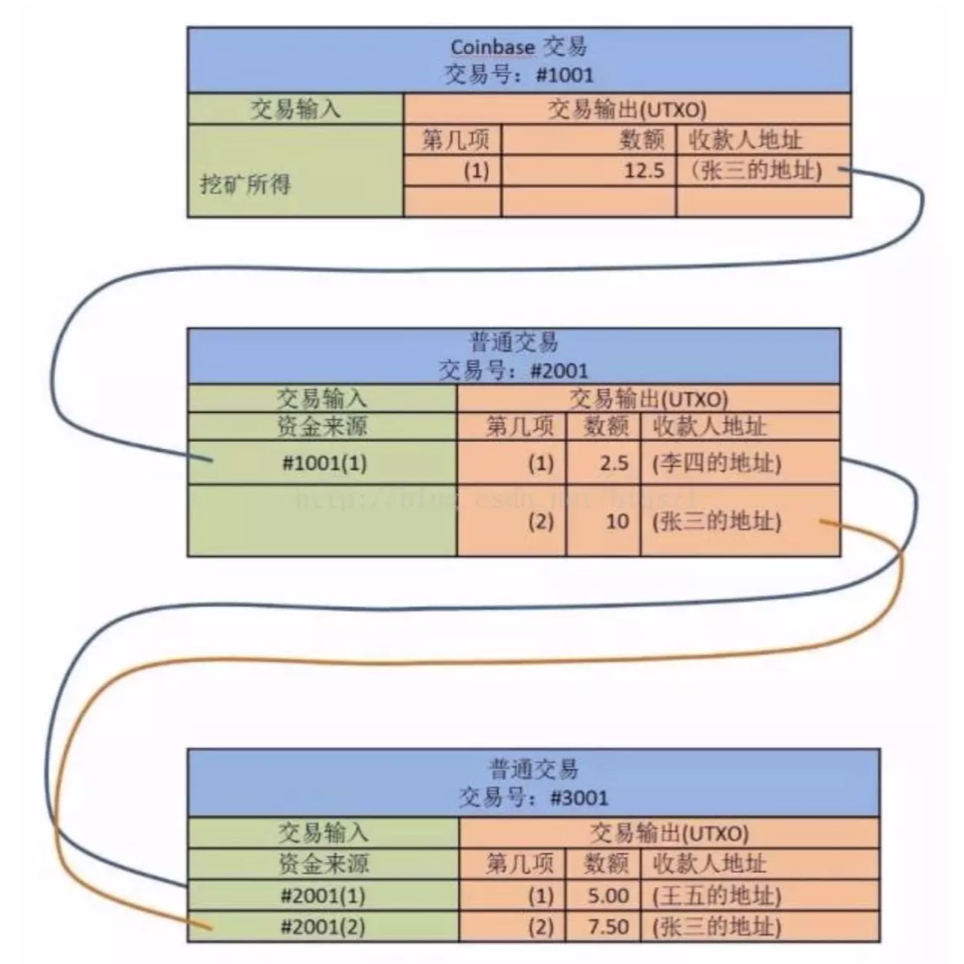 Coinbase 交易
交易号：#1001
交易输入 交易输出(UTXO)
第几项 数额 收款人地址
挖矿所得 (1) 12.5 (张三的地址)
普通交易
交易号：#2001
交易输入 交易输出(UTXO)
资金来源 第几项 数额 收款人地址
#1001(1) (1) 2.5 (李四的地址)
(2) 10 (张三的地址)
普通交易
交易号：#3001
交易输入 交易输出(UTXO)
资金来源 第几项 数额 收款人地址
#2001(1) (1) 5.00 (王五的地址)
#2001(2) (2) 7.50 (张三的地址)